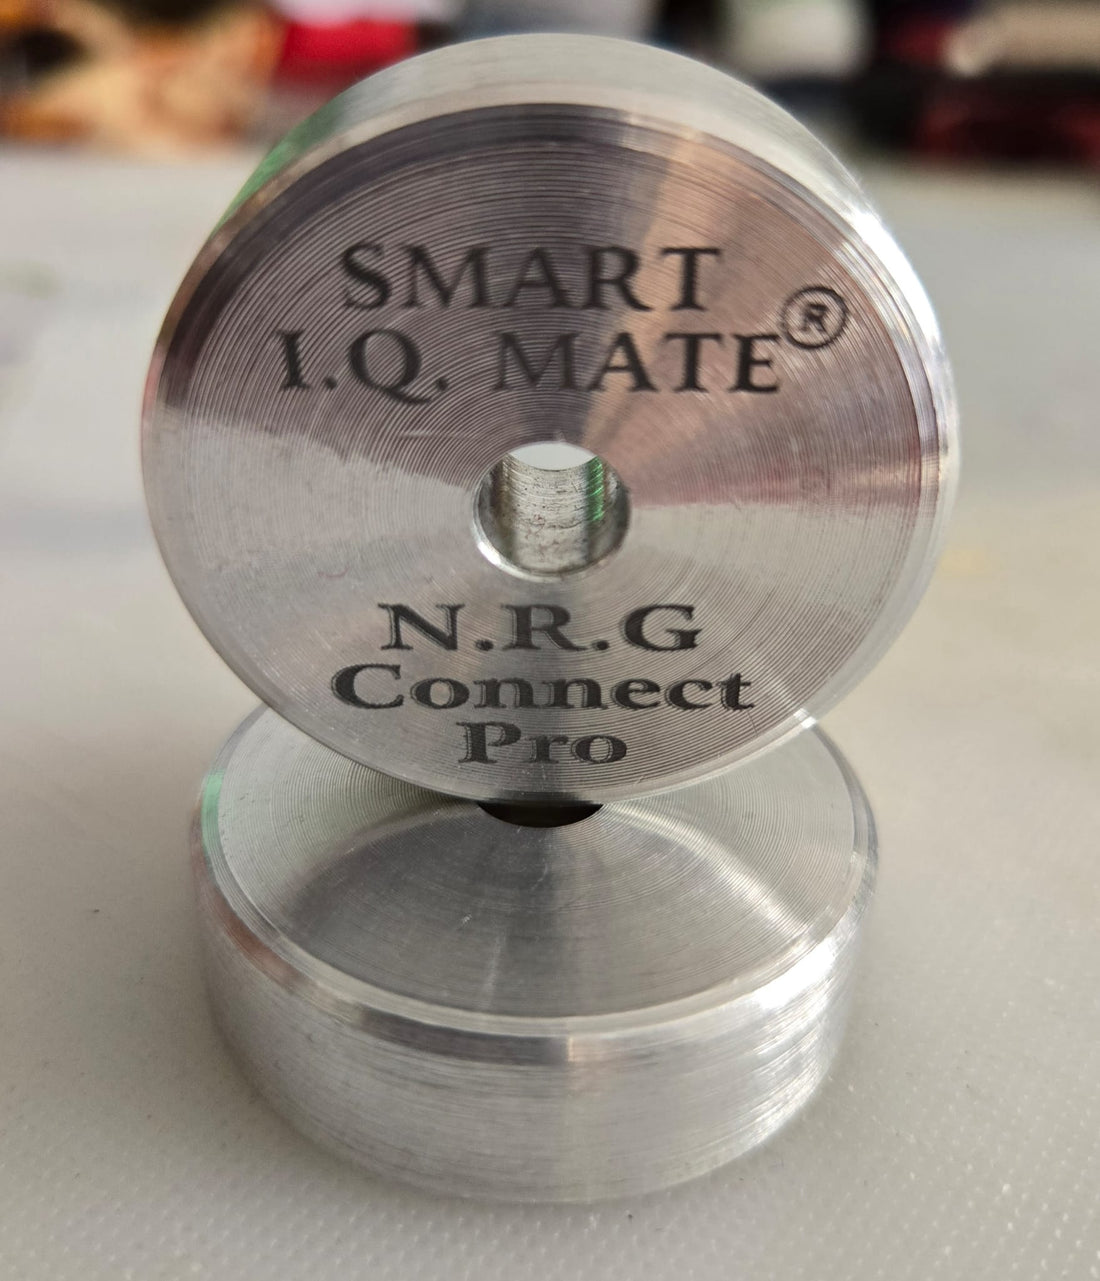 SMART
I.Q. MATE®
N.R.G
Connect
Pro